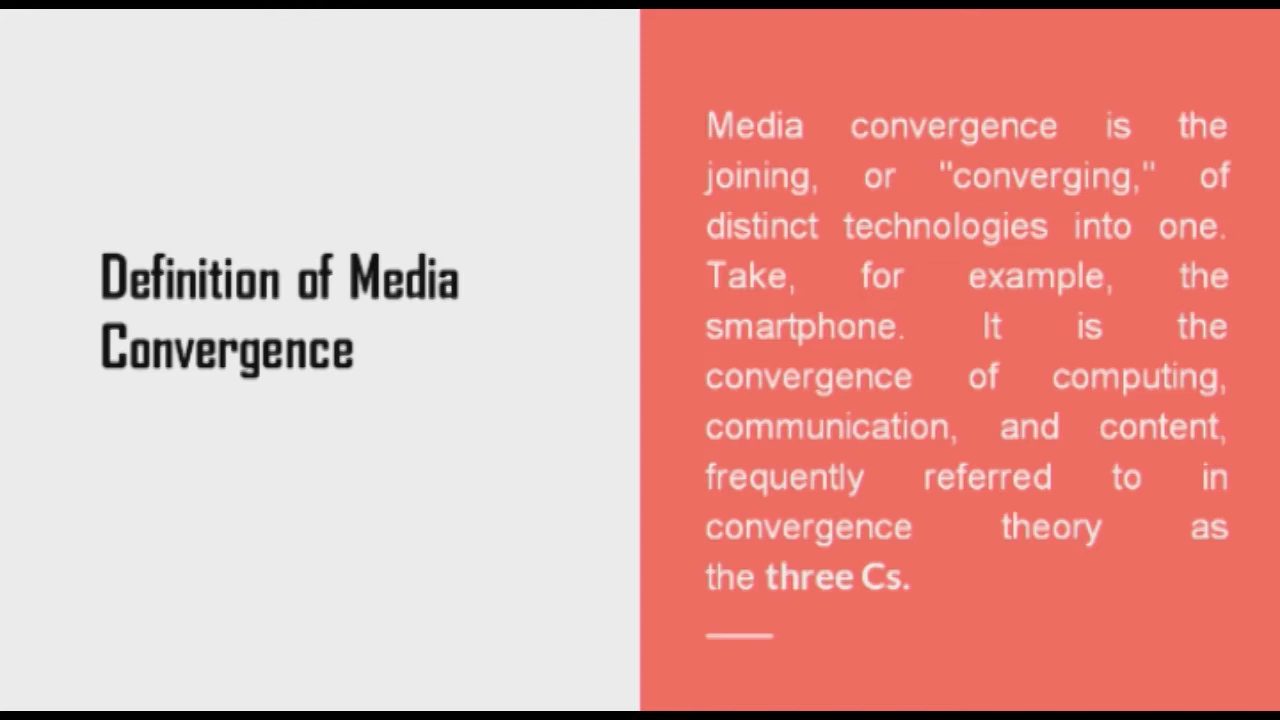 Definition of Media
Convergence
Media convergence is the
joining, or "converging," of
distinct technologies into one.
Take, for example, the
smartphone. It is the
convergence of computing,
communication, and content,
frequently referred to in
convergence theory as
the three Cs.